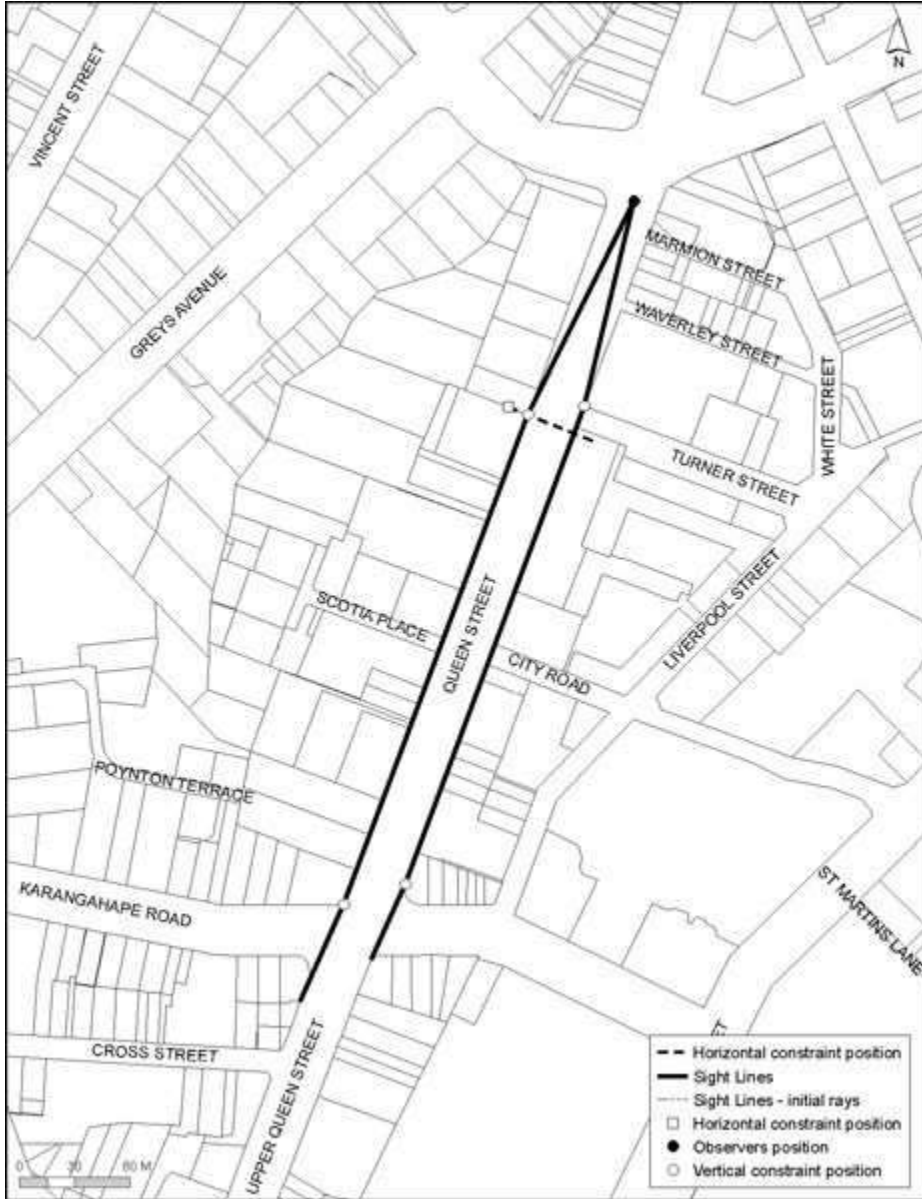 N
VINCENT STREET
GREYS AVENUE
MARMION STREET
WAVERLEY STREET
WHITE STREET
TURNER STREET
LIVERPOOL STREET
SCOTIA PLACE
QUEEN STREET
CITY ROAD
POYNTON TERRACE
KARANGAHAPE ROAD
ST MARTINS LANE
CROSS STREET
UPPER QUEEN STREET
ET
Horizontal constraint position
Sight Lines
Sight Lines - initial rays
Horizontal constraint position
Observers position
Vertical constraint position
0 30 60 M